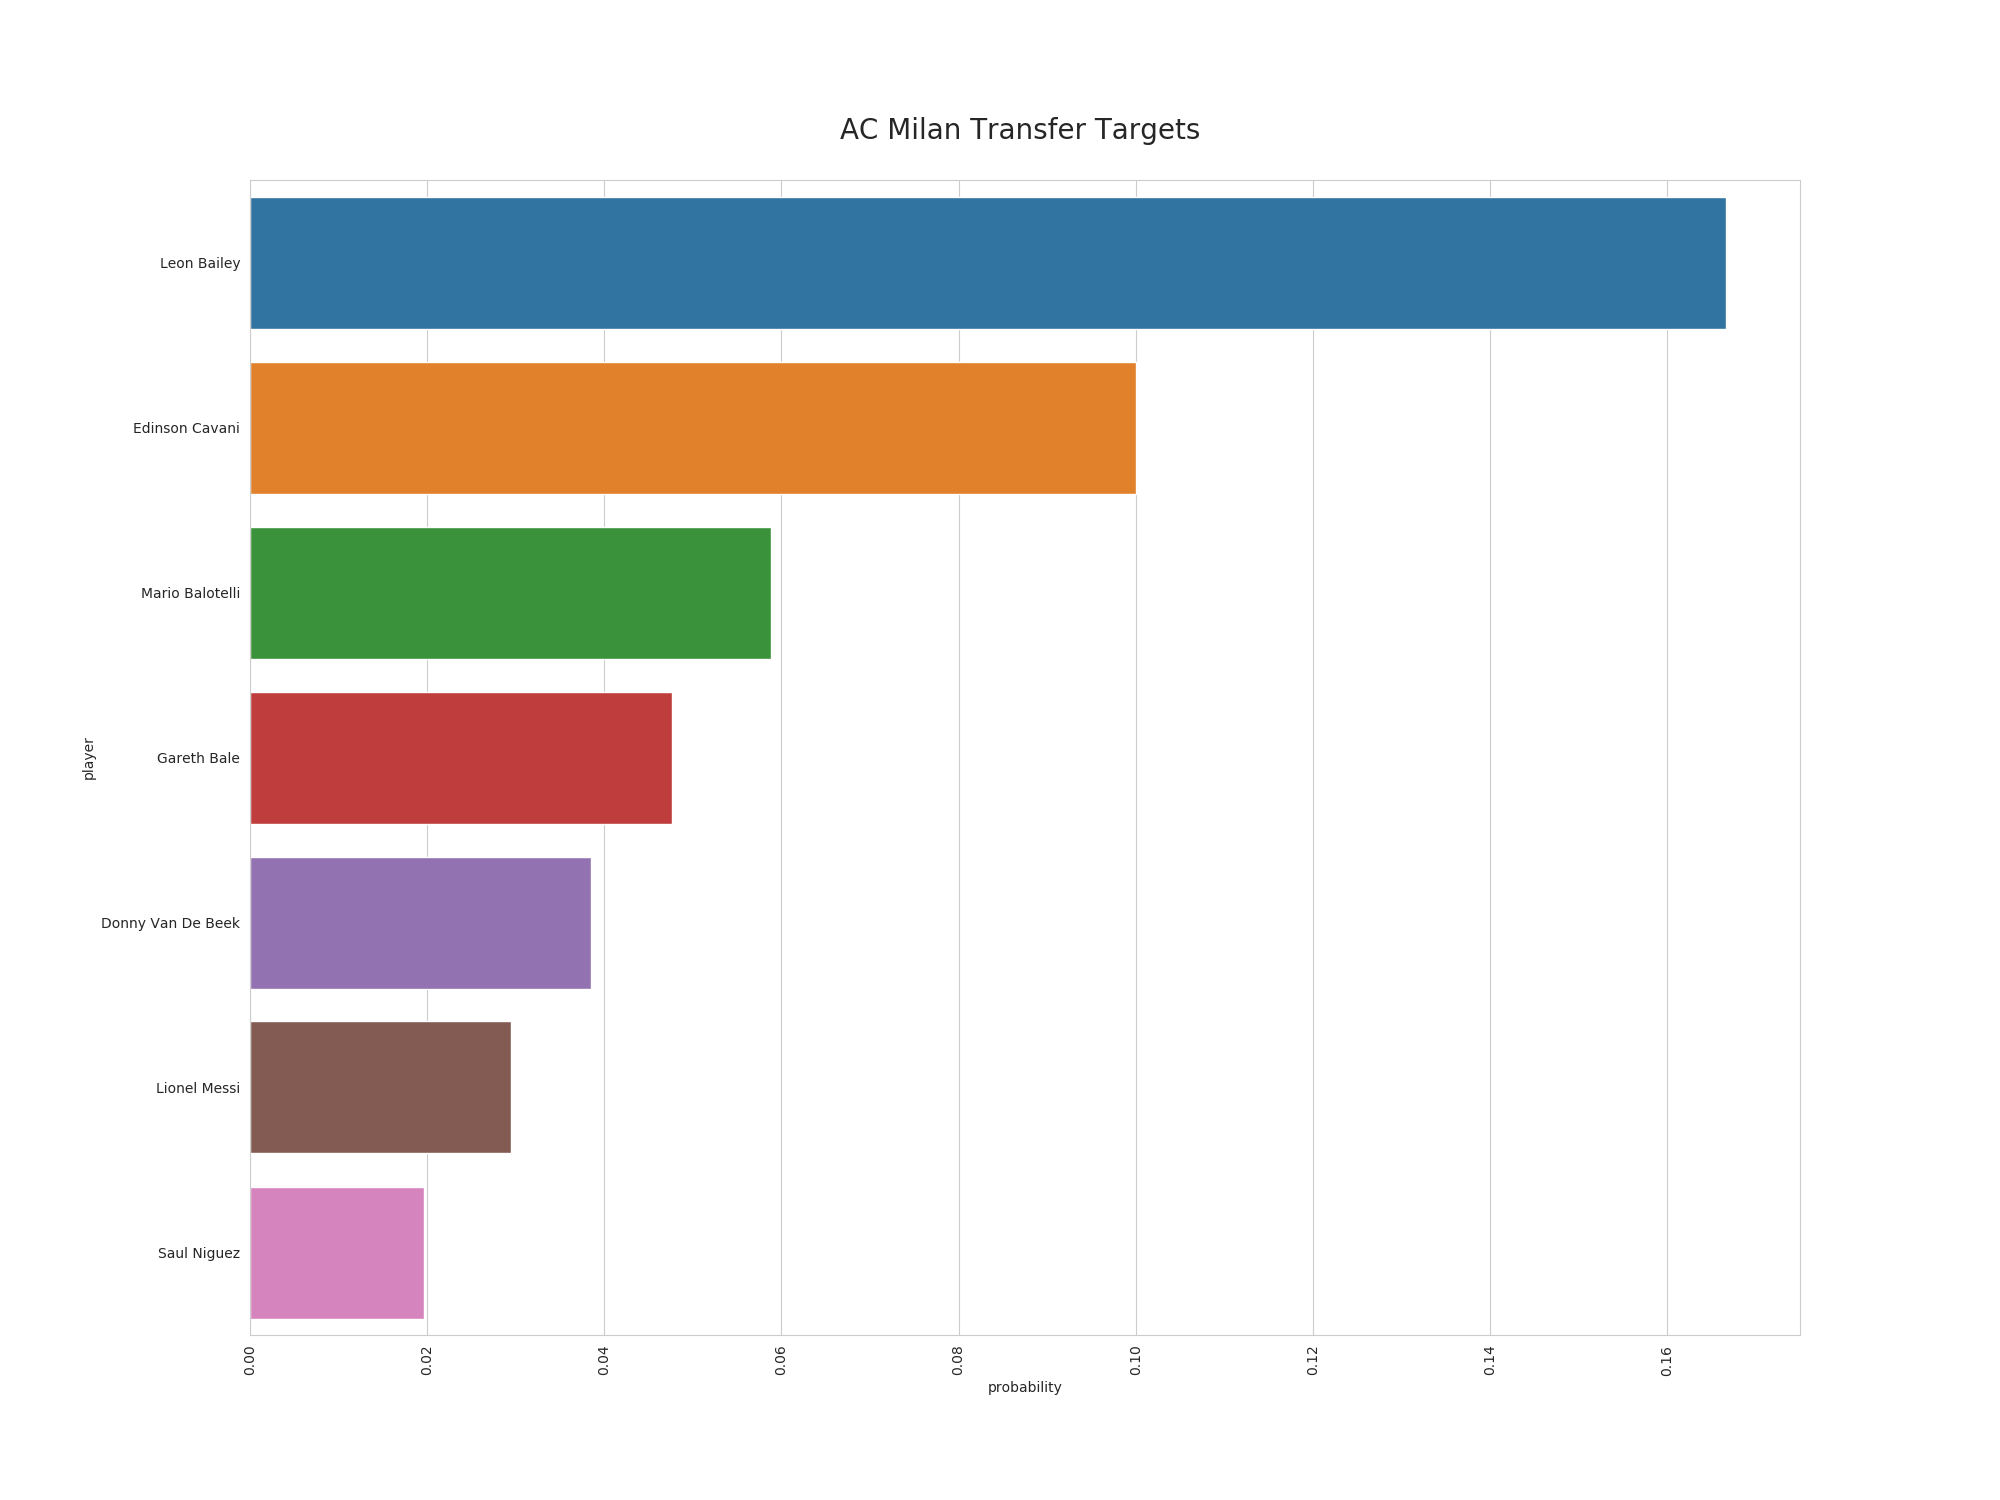 AC Milan Transfer Targets
Leon Bailey
Edinson Cavani
Mario Balotelli
Gareth Bale
Donny Van De Beek
Lionel Messi
Saul Niguez
player
0.00 0.02 0.04 0.06 0.08 0.10 0.12 0.14 0.16
probability